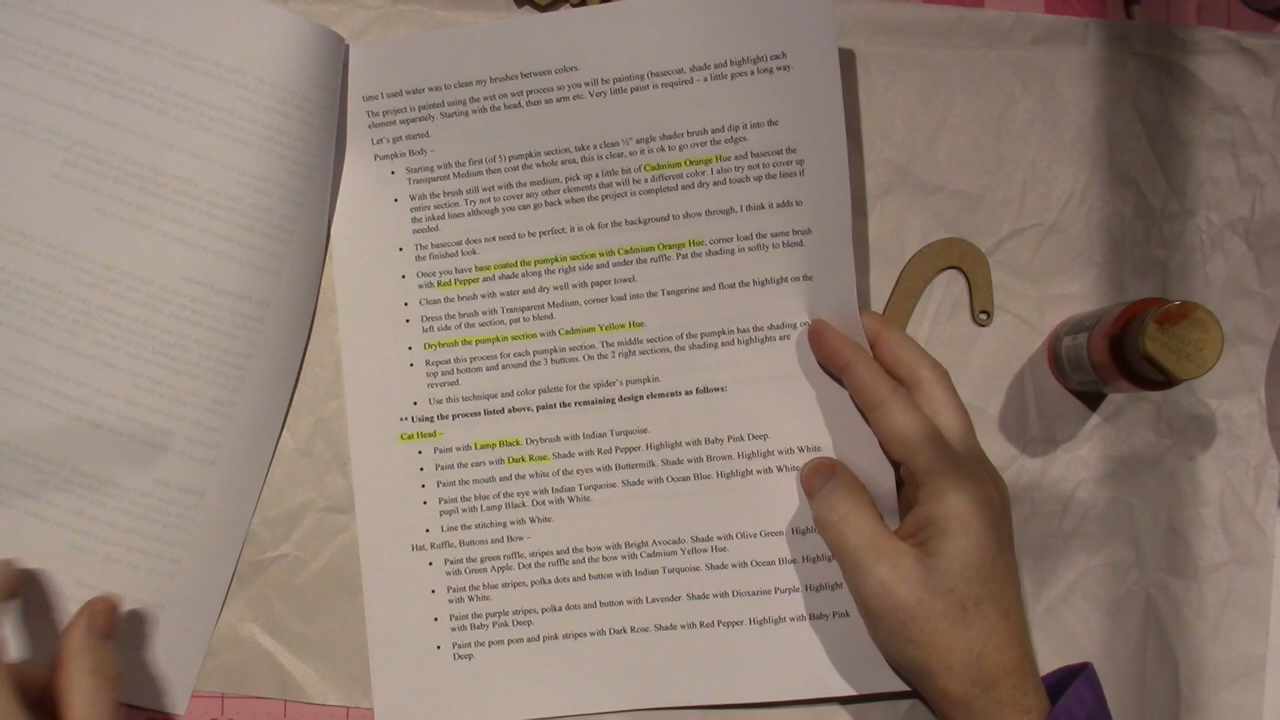 time I used water was to clean my brushes between colors.
The project is painted using the wet on wet process so you will be painting (basecoat, shade and highlight) each
element separately. Starting with the head, then an arm etc. Very little paint is required – a little goes a long way.
Let's get started.
Pumpkin Body –
• Starting with the first (of 5) pumpkin section, take a clean ½" angle shader brush and dip it into the
Transparent Medium then coat the whole area, this is clear, so it is ok to go over the edges.
• With the brush still wet with the medium, pick up a little bit of Cadmium Orange Hue and basecoat the
entire section. Try not to cover any other elements that will be a different color. I also try not to cover up
the inked lines although you can go back when the project is completed and dry and touch up the lines if
needed.
• The basecoat does not need to be perfect; it is ok for the background to show through, I think it adds to
the finished look.
• Once you have base coated the pumpkin section with Cadmium Orange Hue, corner load the same brush
with Red Pepper and shade along the right side and under the ruffle. Pat the shading in softly to blend.
• Clean the brush with water and dry well with paper towel.
• Dress the brush with Transparent Medium, corner load into the Tangerine and float the highlight on the
left side of the section, pat to blend.
• Drybrush the pumpkin section with Cadmium Yellow Hue.
• Repeat this process for each pumpkin section. The middle section of the pumpkin has the shading on
top and bottom and around the 3 buttons. On the 2 right sections, the shading and highlights are
reversed.
• Use this technique and color palette for the spider's pumpkin.
** Using the process listed above, paint the remaining design elements as follows:
Cat Head –
• Paint with Lamp Black. Drybrush with Indian Turquoise.
• Paint the ears with Dark Rose. Shade with Red Pepper. Highlight with Baby Pink Deep.
• Paint the mouth and the white of the eyes with Buttermilk. Shade with Brown. Highlight with White.
• Paint the blue of the eye with Indian Turquoise. Shade with Ocean Blue. Highlight with White
pupil with Lamp Black. Dot with White.
• Line the stitching with White.
Hat, Ruffle, Buttons and Bow –
• Paint the green ruffle, stripes and the bow with Bright Avocado. Shade with Olive Green. Highl
with Green Apple. Dot the ruffle and the bow with Cadmium Yellow Hue.
• Paint the blue stripes, polka dots and button with Indian Turquoise. Shade with Ocean Blue. Highlig
with White.
• Paint the purple stripes, polka dots and button with Lavender. Shade with Dioxazine Purple. Highlight
with Baby Pink Deep.
• Paint the pom pom and pink stripes with Dark Rose. Shade with Red Pepper. Highlight with Baby Pink
Deep.